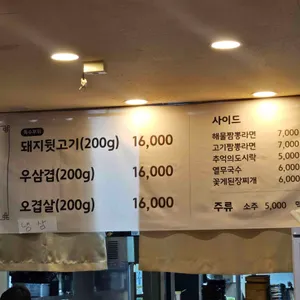 돼지뒷고기(200g) 16,000
우삼겹(200g) 16,000
오겹살(200g) 16,000
냉삼
사이드
해물짬뽕라면 7,000
고기짬뽕라면 7,000
추억의도시락 5,000
열무국수 6,000
꽃게된장찌개 6,000
주류 소주 5,000